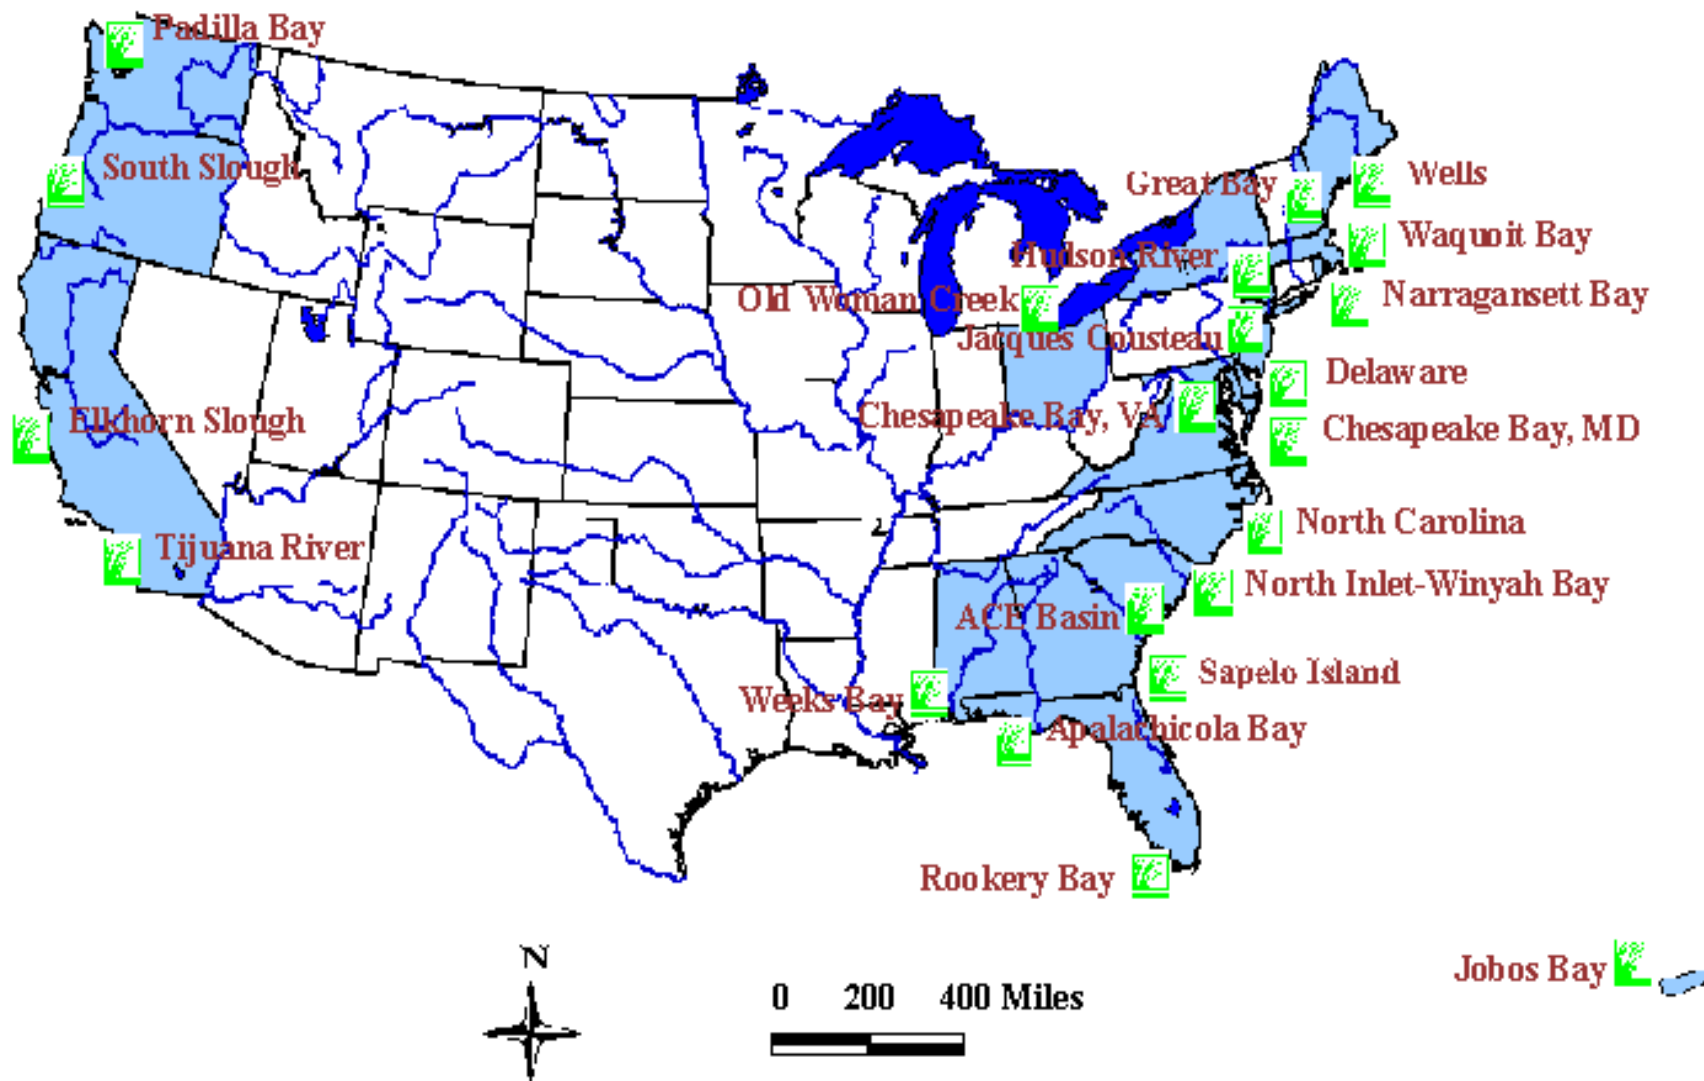 Padilla Bay
South Slough
Great Bay
Wells
Waquoit Bay
Hudson River
Old Woman Creek
Narragansett Bay
Jacques Cousteau
Delaware
Elkhorn Slough
Chesapeake Bay, VA
Chesapeake Bay, MD
North Carolina
Tijuana River
North Inlet-Winyah Bay
ACE Basin
Sapelo Island
Weeks Bay
Apalachicola Bay
Rookery Bay
Jobos Bay
N
0 200 400 Miles